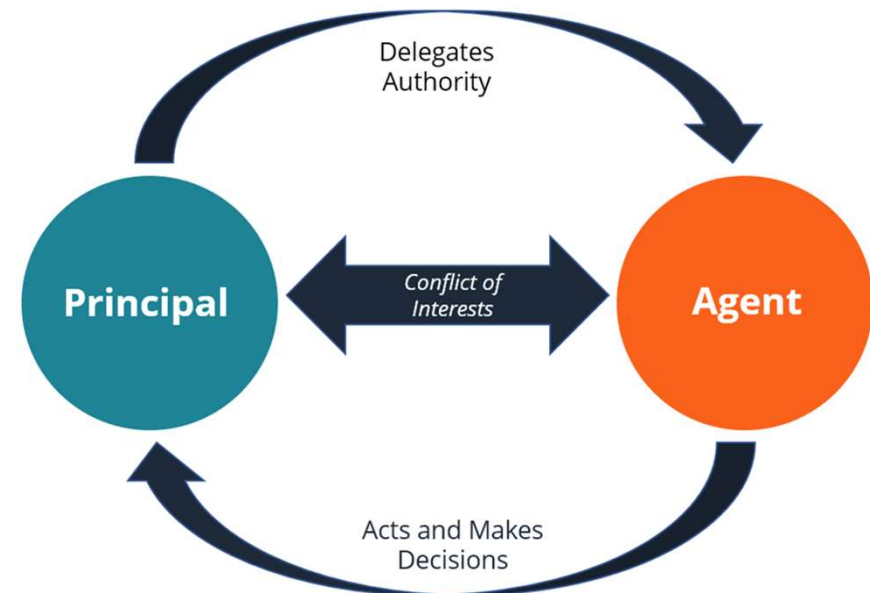 Delegates
Authority
Principal
Conflict of
Interests
Agent
Acts and Makes
Decisions